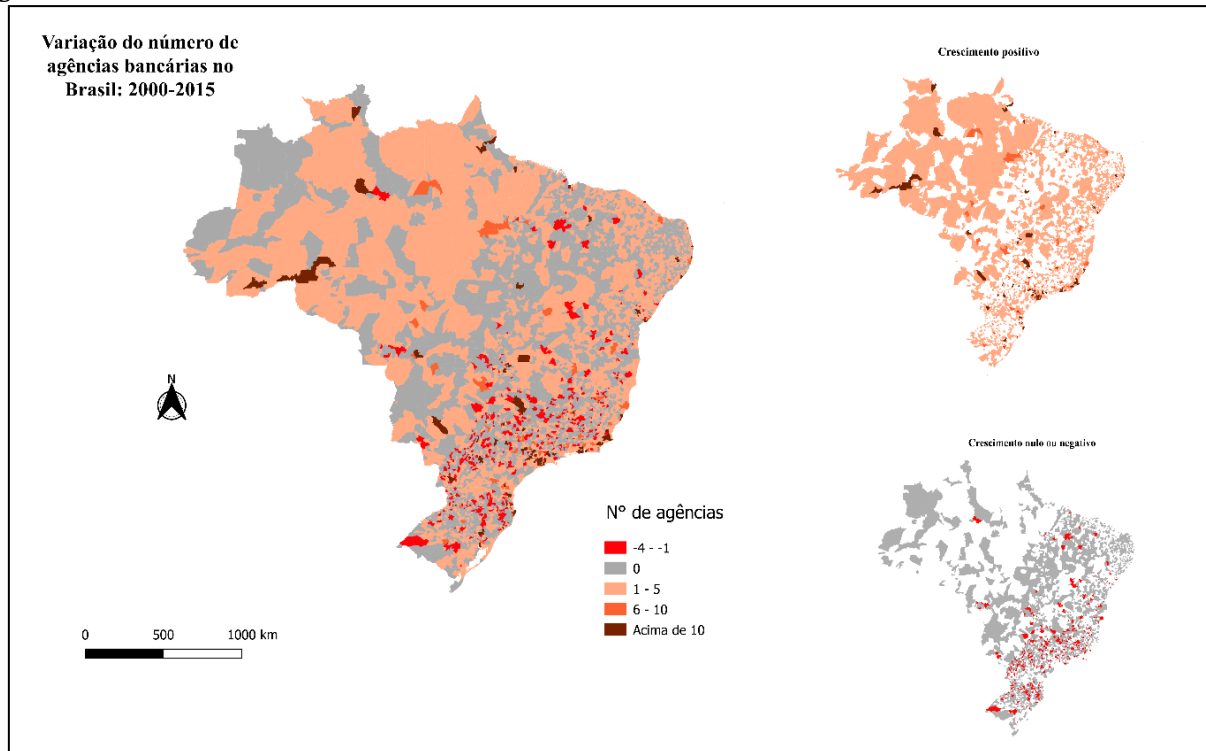 Variação do número de
agências bancárias no
Brasil: 2000-2015
Crescimento positivo
N
Crescimento nulo ou negativo
N° de agências
-4 - -1
0
1 - 5
6 - 10
Acima de 10
0 500 1000 km